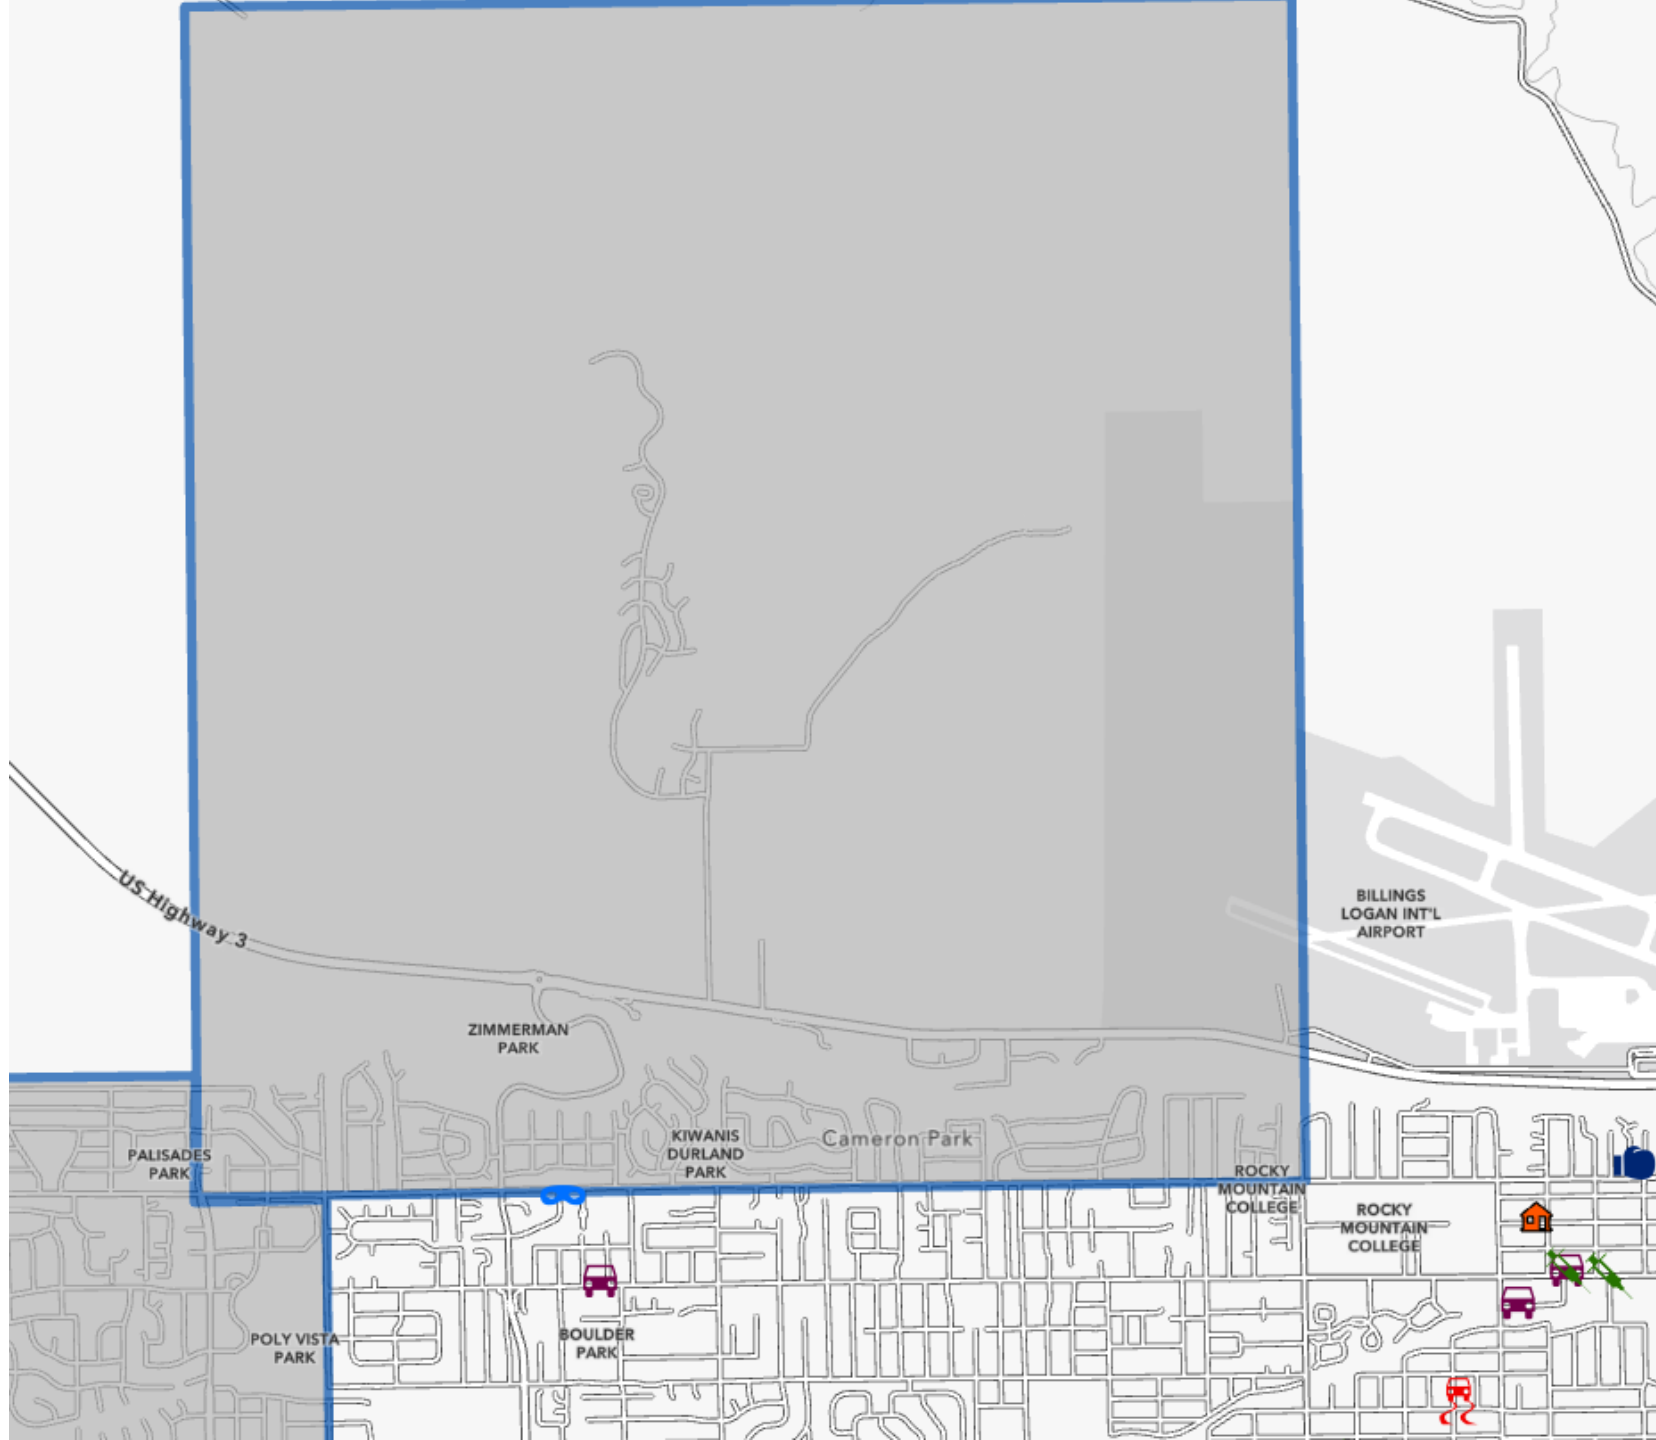 BILLINGS
LOGAN INT'L
AIRPORT
US Highway 3
ZIMMERMAN
PARK
KIWANIS
DURLAND
PARK
Cameron Park
PALISADES
PARK
ROCKY
MOUNTAIN
COLLEGE
ROCKY
MOUNTAIN
COLLEGE
POLY VISTA
PARK
BOULDER
PARK